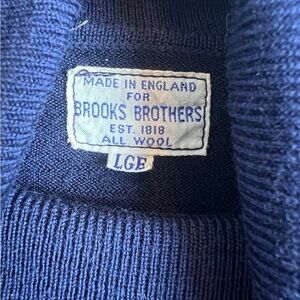 MADE IN ENGLAND
FOR
BROOKS BROTHERS
EST. 1818
ALL WOOL
LGE